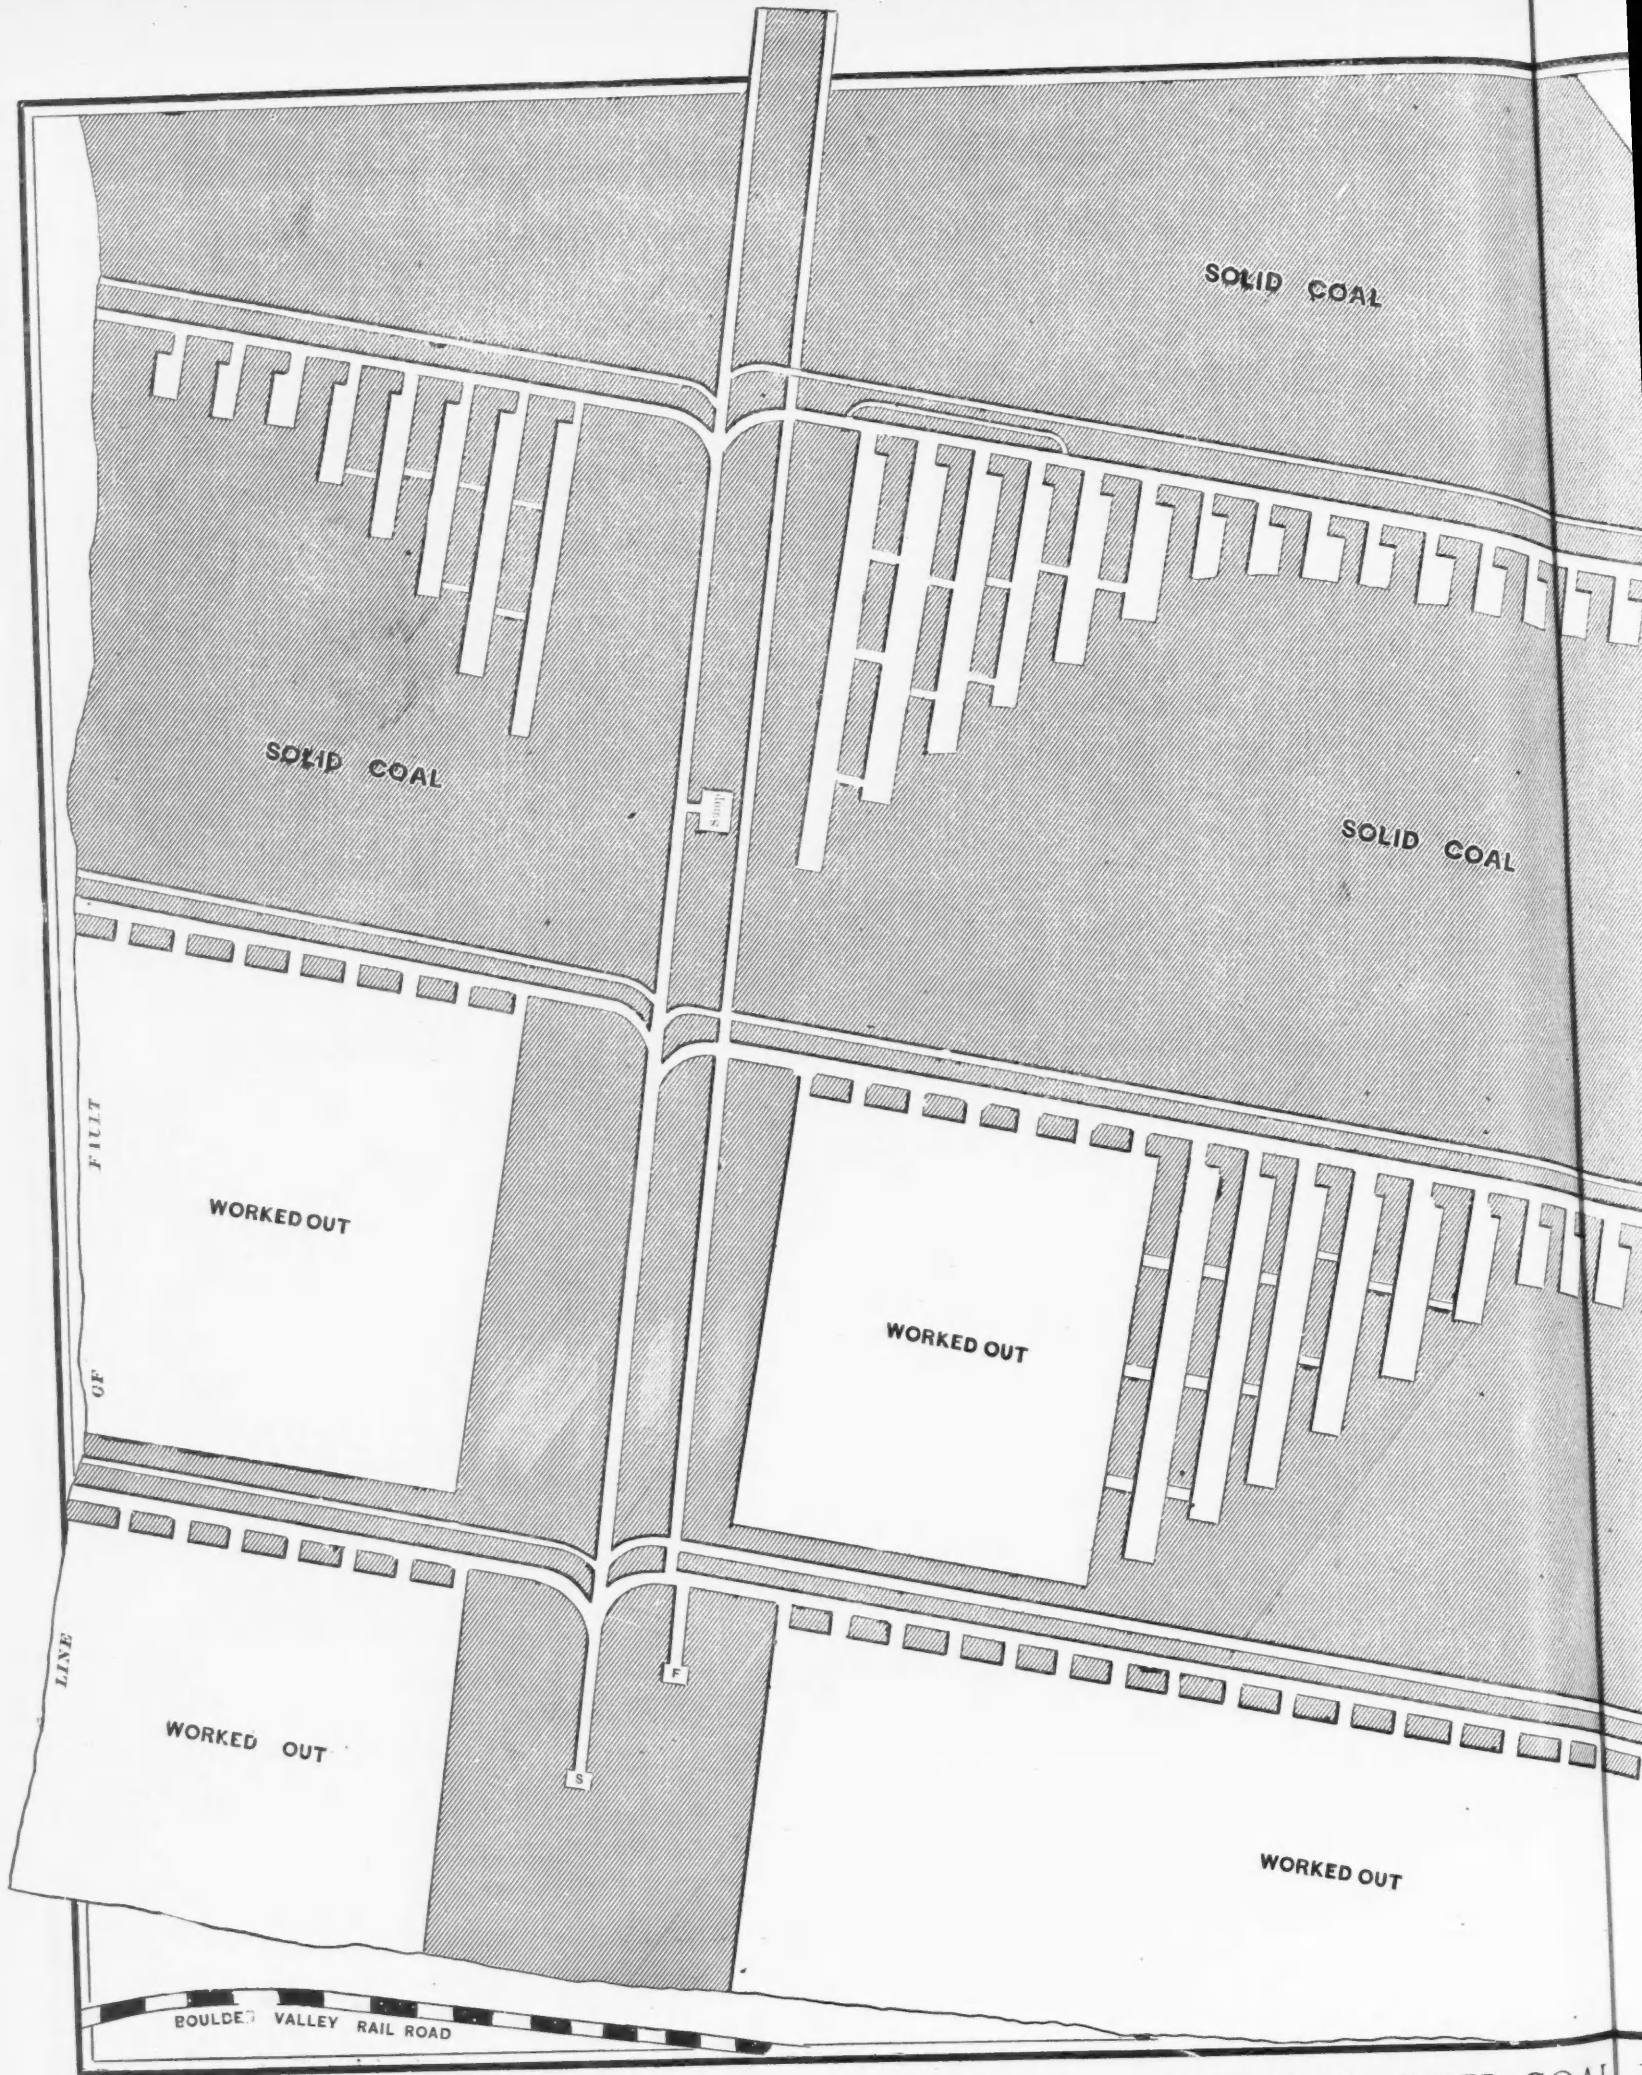 SOLID COAL
SOLID COAL
Sump
SOLID COAL
LINE OF FAULT
WORKED OUT
WORKED OUT
F
S
WORKED OUT
WORKED OUT
BOULDER VALLEY RAIL ROAD
COAL